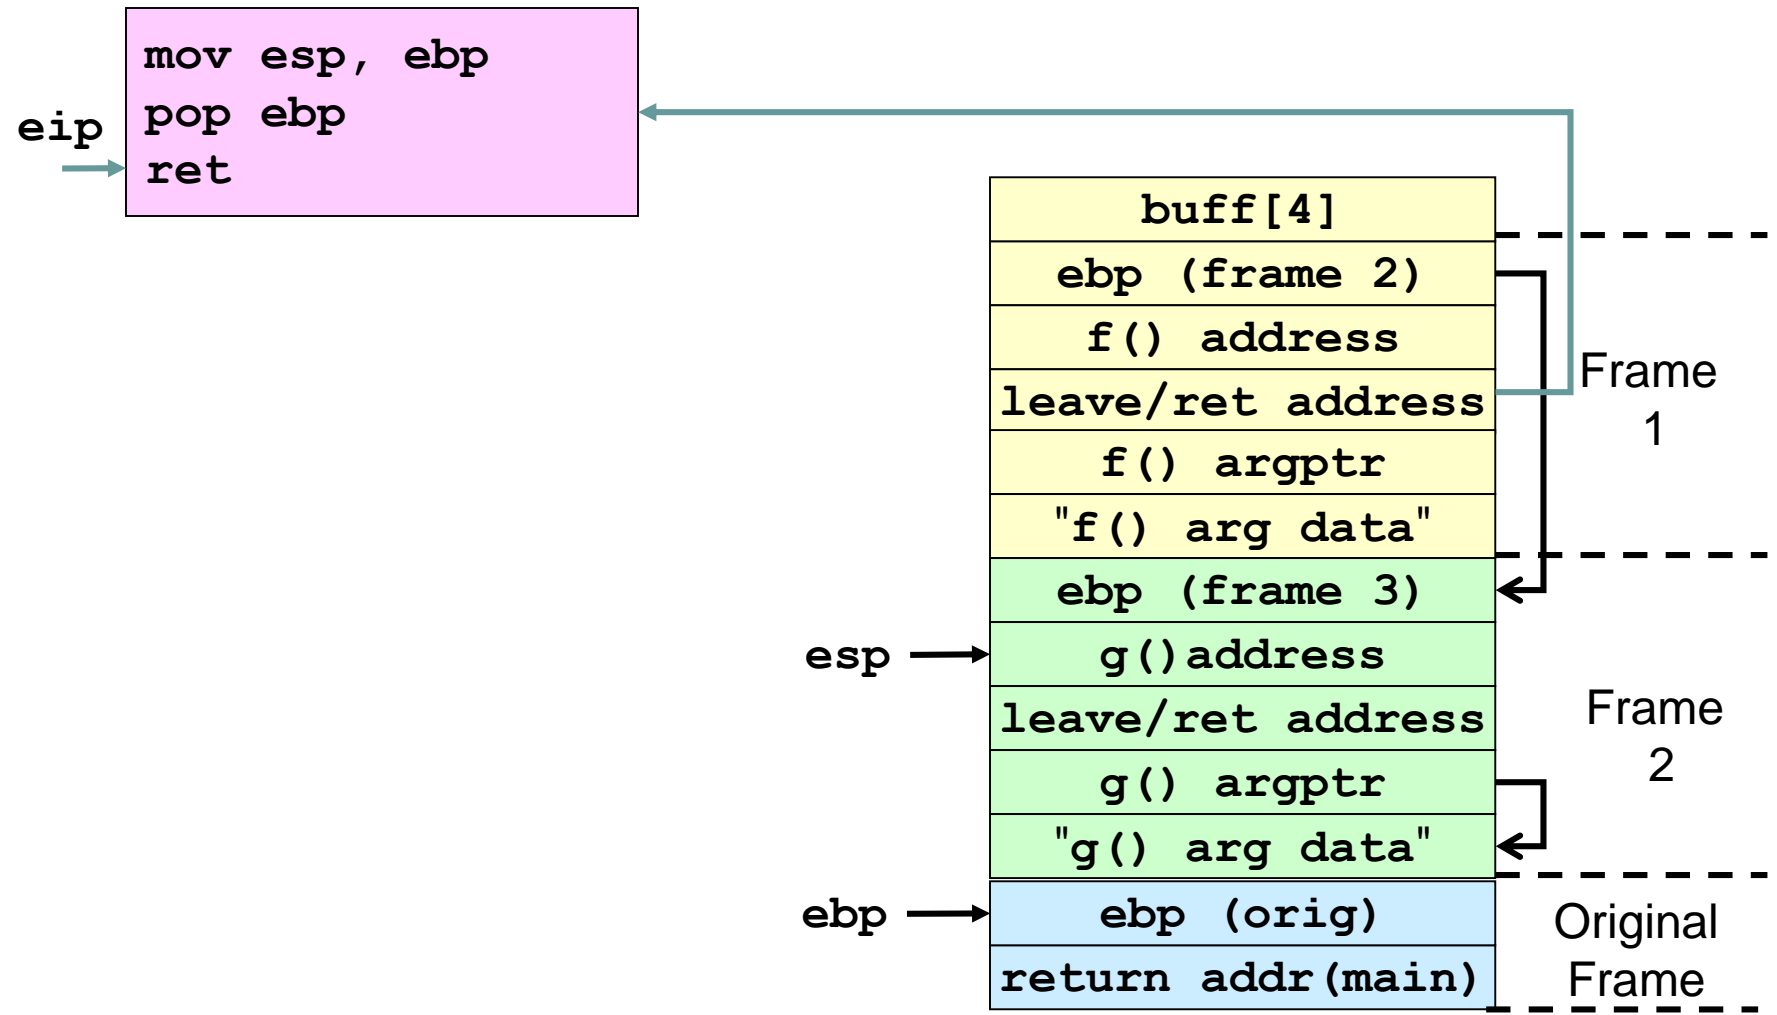 mov esp, ebp
pop ebp
ret
eip
buff[4]
ebp (frame 2)
f() address
leave/ret address
f() argptr
"f() arg data"
Frame
1
ebp (frame 3)
esp
g()address
leave/ret address
g() argptr
"g() arg data"
Frame
2
ebp
ebp (orig)
return addr(main)
Original
Frame